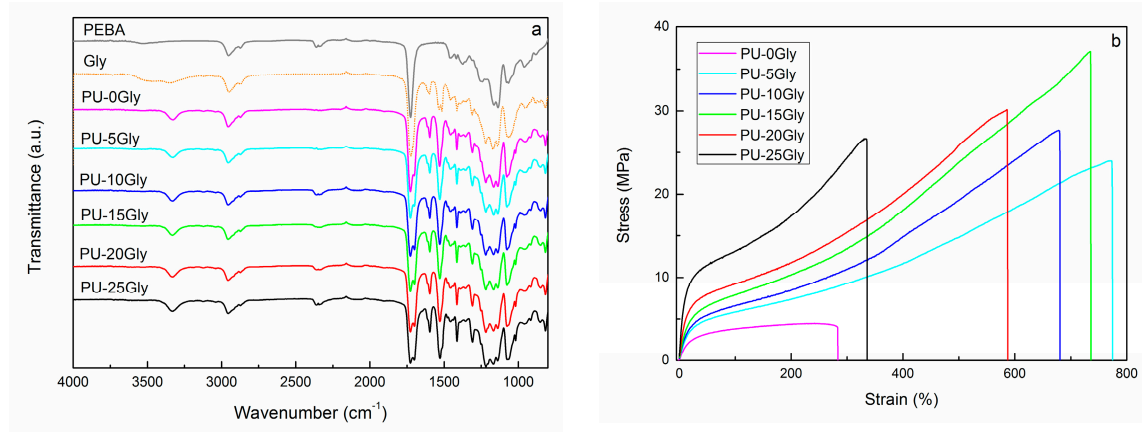 a
PEBA
Gly
PU-0Gly
PU-5Gly
PU-10Gly
PU-15Gly
PU-20Gly
PU-25Gly
Transmittance (a.u.)
4000 3500 3000 2500 2000 1500 1000
Wavenumber (cm-1)
b
PU-0Gly
PU-5Gly
PU-10Gly
PU-15Gly
PU-20Gly
PU-25Gly
Stress (MPa)
40
30
20
10
0
0 200 400 600 800
Strain (%)